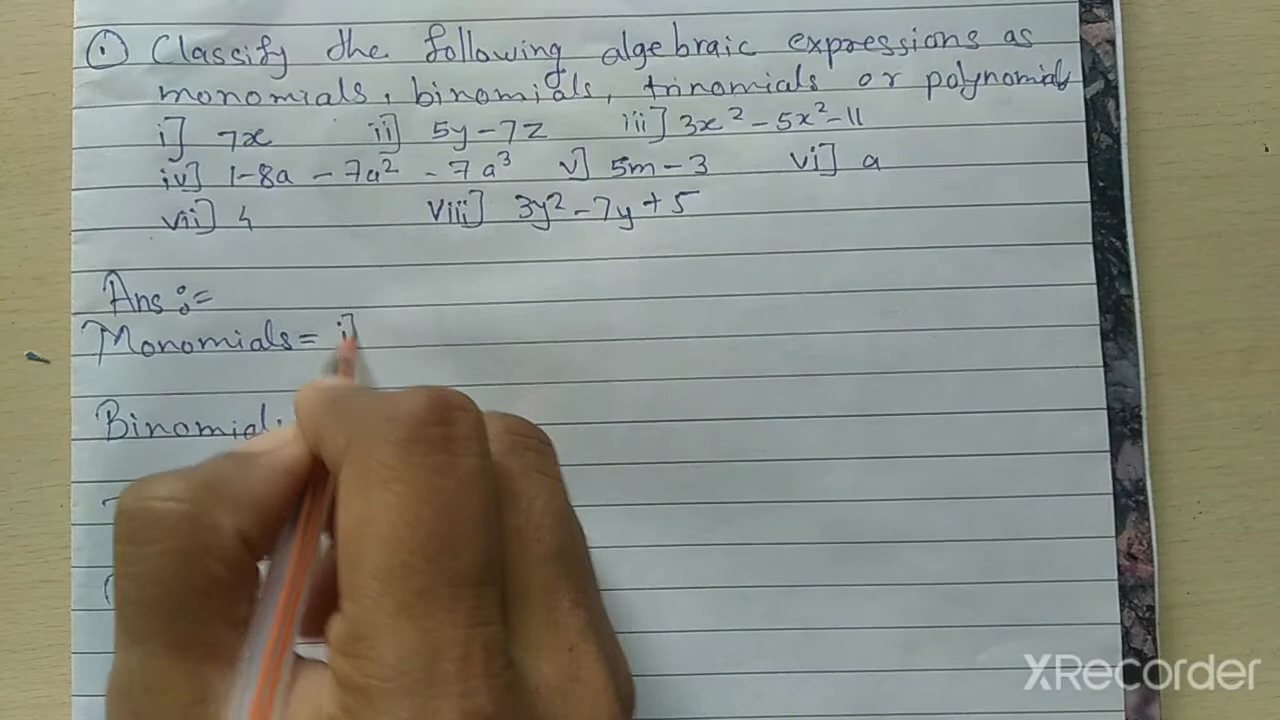 ① Classify the following algebraic expressions as
monomials, binomials, trinomials or polynomials
i] 7x ii] 5y-7z iii] 3x² - 5x² - 11
iv] 1-8a - 7a² - 7a³ v] 5m - 3 vi] a
vii] 4 viii] 3y² - 7y + 5
Ans :=
Monomials = i]
Binomial
XRecorder